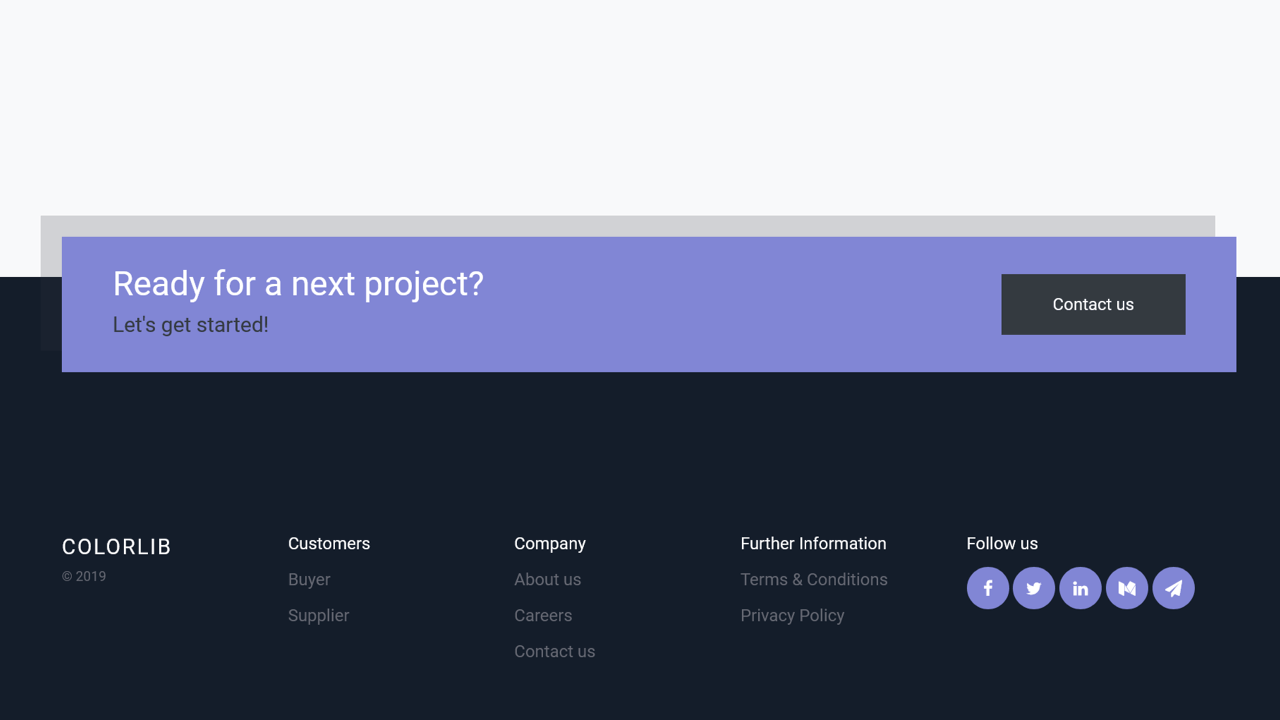 Ready for a next project?
Let's get started!
Contact us
COLORLIB
© 2019
Customers
Buyer
Supplier
Company
About us
Careers
Contact us
Further Information
Terms & Conditions
Privacy Policy
Follow us